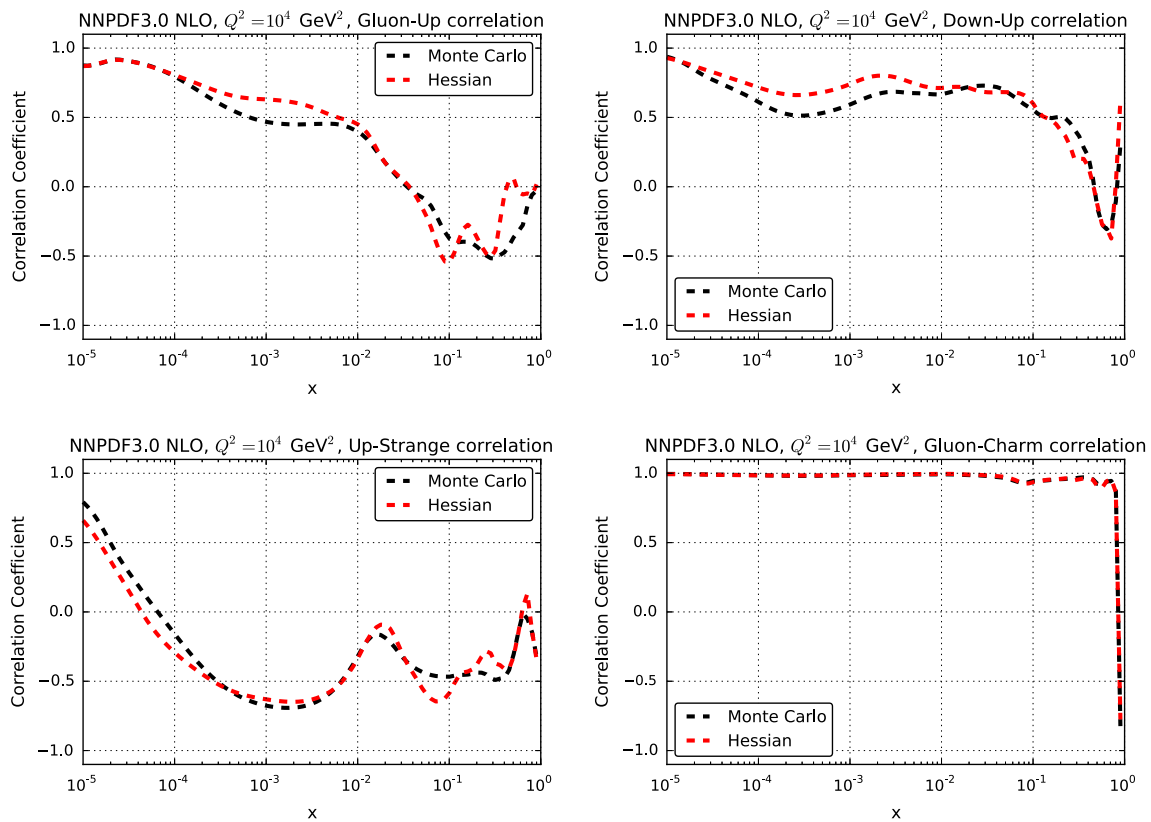 NNPDF3.0 NLO, Q² =10⁴ GeV², Gluon-Up correlation
1.0
0.5
0.0
−0.5
−1.0
Correlation Coefficient
Monte Carlo
Hessian
10⁻⁵ 10⁻⁴ 10⁻³ 10⁻² 10⁻¹ 10⁰
x
NNPDF3.0 NLO, Q² =10⁴ GeV², Down-Up correlation
1.0
0.5
0.0
−0.5
−1.0
Correlation Coefficient
Monte Carlo
Hessian
10⁻⁵ 10⁻⁴ 10⁻³ 10⁻² 10⁻¹ 10⁰
x
NNPDF3.0 NLO, Q² =10⁴ GeV², Up-Strange correlation
1.0
0.5
0.0
−0.5
−1.0
Correlation Coefficient
Monte Carlo
Hessian
10⁻⁵ 10⁻⁴ 10⁻³ 10⁻² 10⁻¹ 10⁰
x
NNPDF3.0 NLO, Q² =10⁴ GeV², Gluon-Charm correlation
1.0
0.5
0.0
−0.5
−1.0
Correlation Coefficient
Monte Carlo
Hessian
10⁻⁵ 10⁻⁴ 10⁻³ 10⁻² 10⁻¹ 10⁰
x